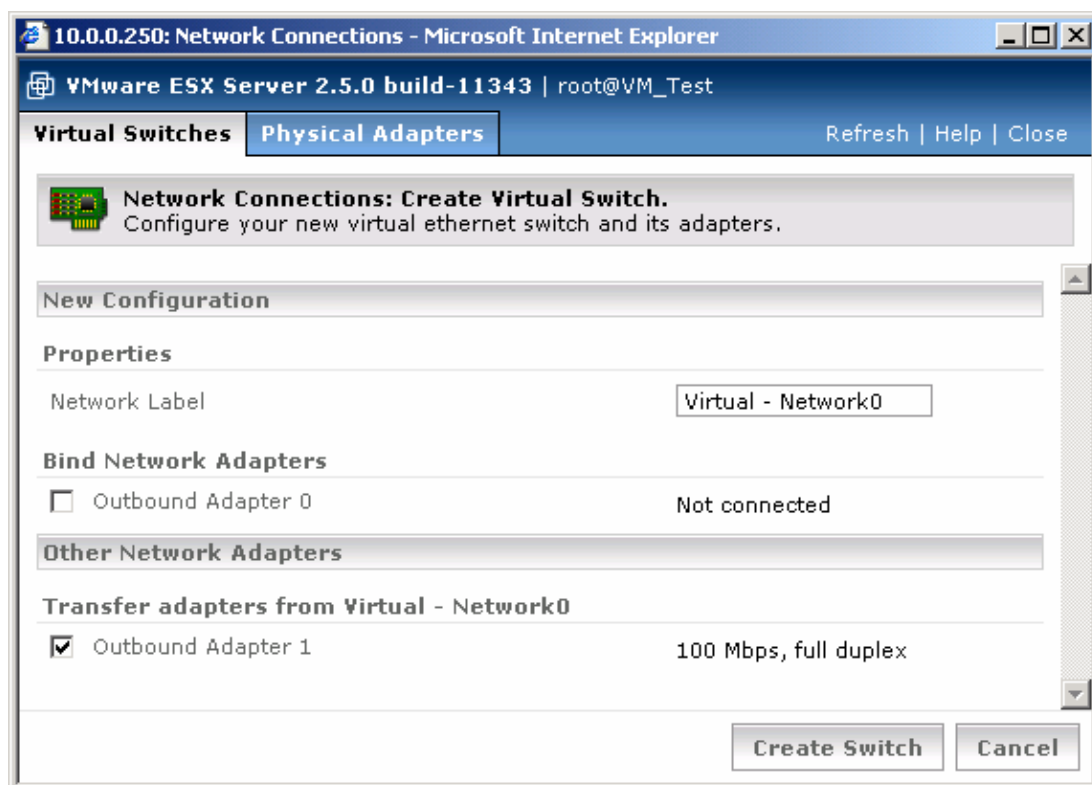 10.0.0.250: Network Connections - Microsoft Internet Explorer
VMware ESX Server 2.5.0 build-11343 | root@VM_Test
Virtual Switches Physical Adapters Refresh | Help | Close
Network Connections: Create Virtual Switch.
Configure your new virtual ethernet switch and its adapters.
New Configuration
Properties
Network Label Virtual - Network0
Bind Network Adapters
Outbound Adapter 0 Not connected
Other Network Adapters
Transfer adapters from Virtual - Network0
Outbound Adapter 1 100 Mbps, full duplex
Create Switch Cancel